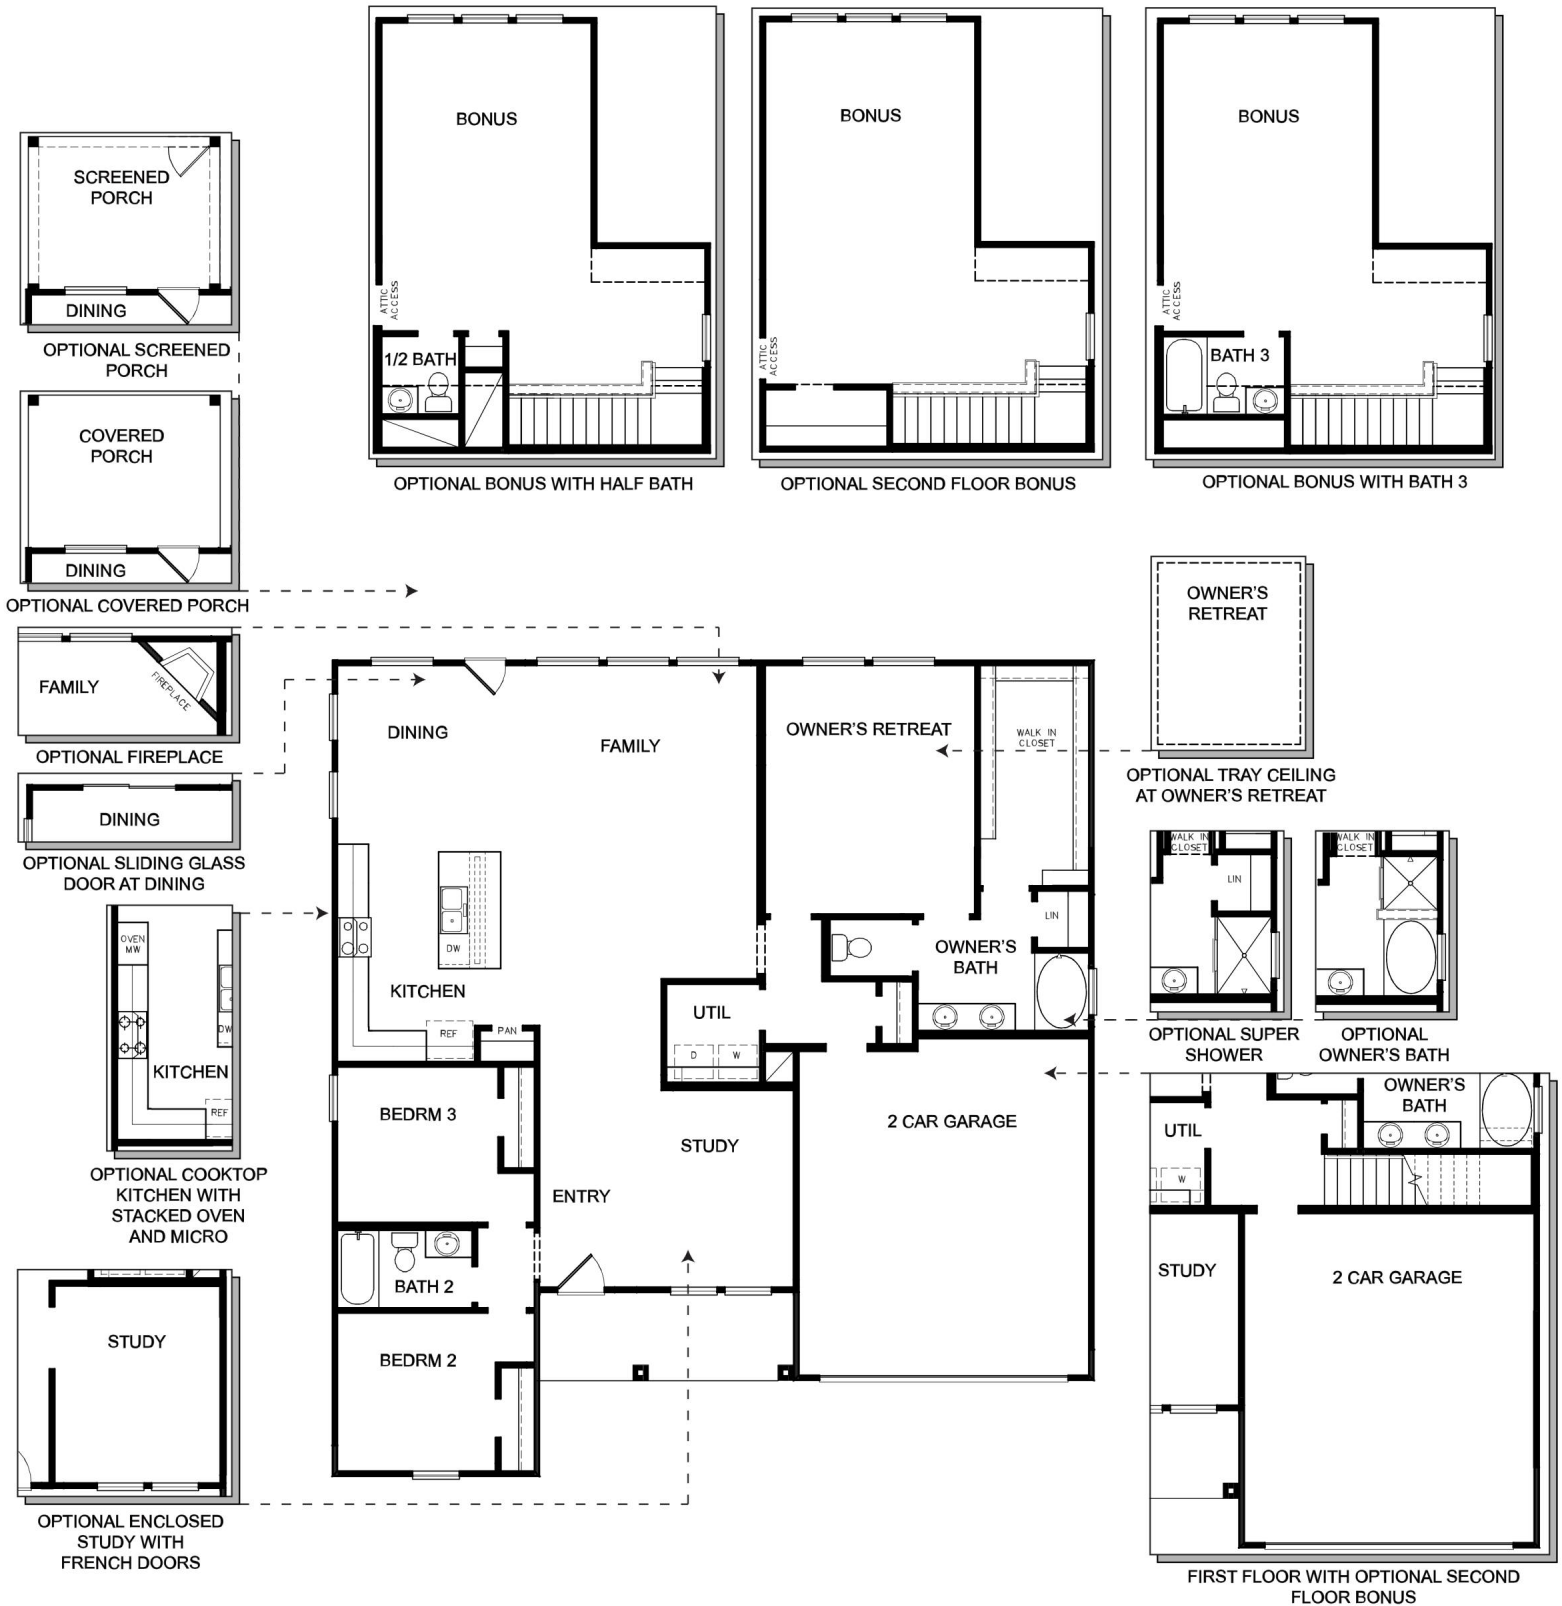 BONUS
ATTIC
ACCESS
1/2 BATH
OPTIONAL BONUS WITH HALF BATH
BONUS
ATTIC
ACCESS
OPTIONAL SECOND FLOOR BONUS
BONUS
ATTIC
ACCESS
BATH 3
OPTIONAL BONUS WITH BATH 3
SCREENED
PORCH
DINING
OPTIONAL SCREENED
PORCH
COVERED
PORCH
DINING
OPTIONAL COVERED PORCH
FAMILY
FIREPLACE
OPTIONAL FIREPLACE
DINING
OPTIONAL SLIDING GLASS
DOOR AT DINING
OVEN
MW
DW
KITCHEN
REF
OPTIONAL COOKTOP
KITCHEN WITH
STACKED OVEN
AND MICRO
STUDY
OPTIONAL ENCLOSED
STUDY WITH
FRENCH DOORS
DINING
FAMILY
OWNER'S RETREAT
WALK IN
CLOSET
DW
KITCHEN
REF
PAN
UTIL
D
W
LIN
OWNER'S
BATH
BEDRM 3
ENTRY
STUDY
2 CAR GARAGE
BATH 2
BEDRM 2
OWNER'S
RETREAT
OPTIONAL TRAY CEILING
AT OWNER'S RETREAT
WALK IN
CLOSET
LIN
OPTIONAL SUPER
SHOWER
WALK IN
CLOSET
OPTIONAL
OWNER'S BATH
OWNER'S
BATH
UTIL
W
STUDY
2 CAR GARAGE
FIRST FLOOR WITH OPTIONAL SECOND
FLOOR BONUS